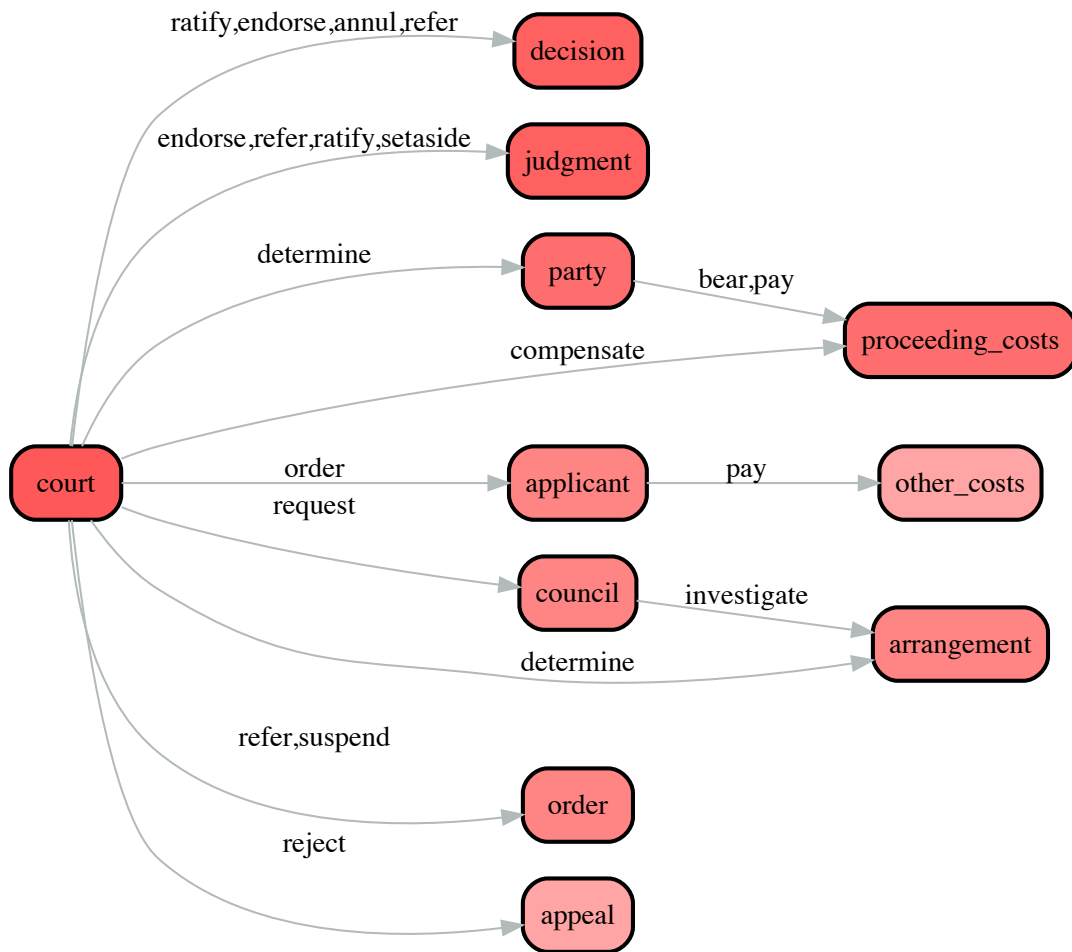 ratify,endorse,annul,refer
decision
endorse,refer,ratify,setaside
judgment
determine
party
bear,pay
proceeding_costs
compensate
court
order
applicant
pay
other_costs
request
council
investigate
arrangement
determine
refer,suspend
order
reject
appeal